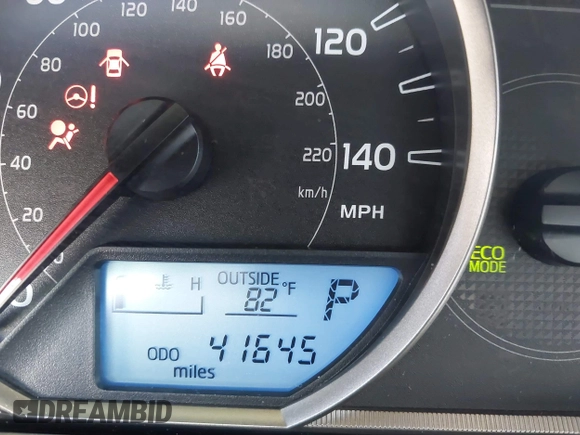 80
100
120
140
160
180
200
220
60
40
20
0
120
140
km/h
MPH
!
ECO
MODE
H
OUTSIDE
82 °F
P
ODO 41645
miles
DREAMBID